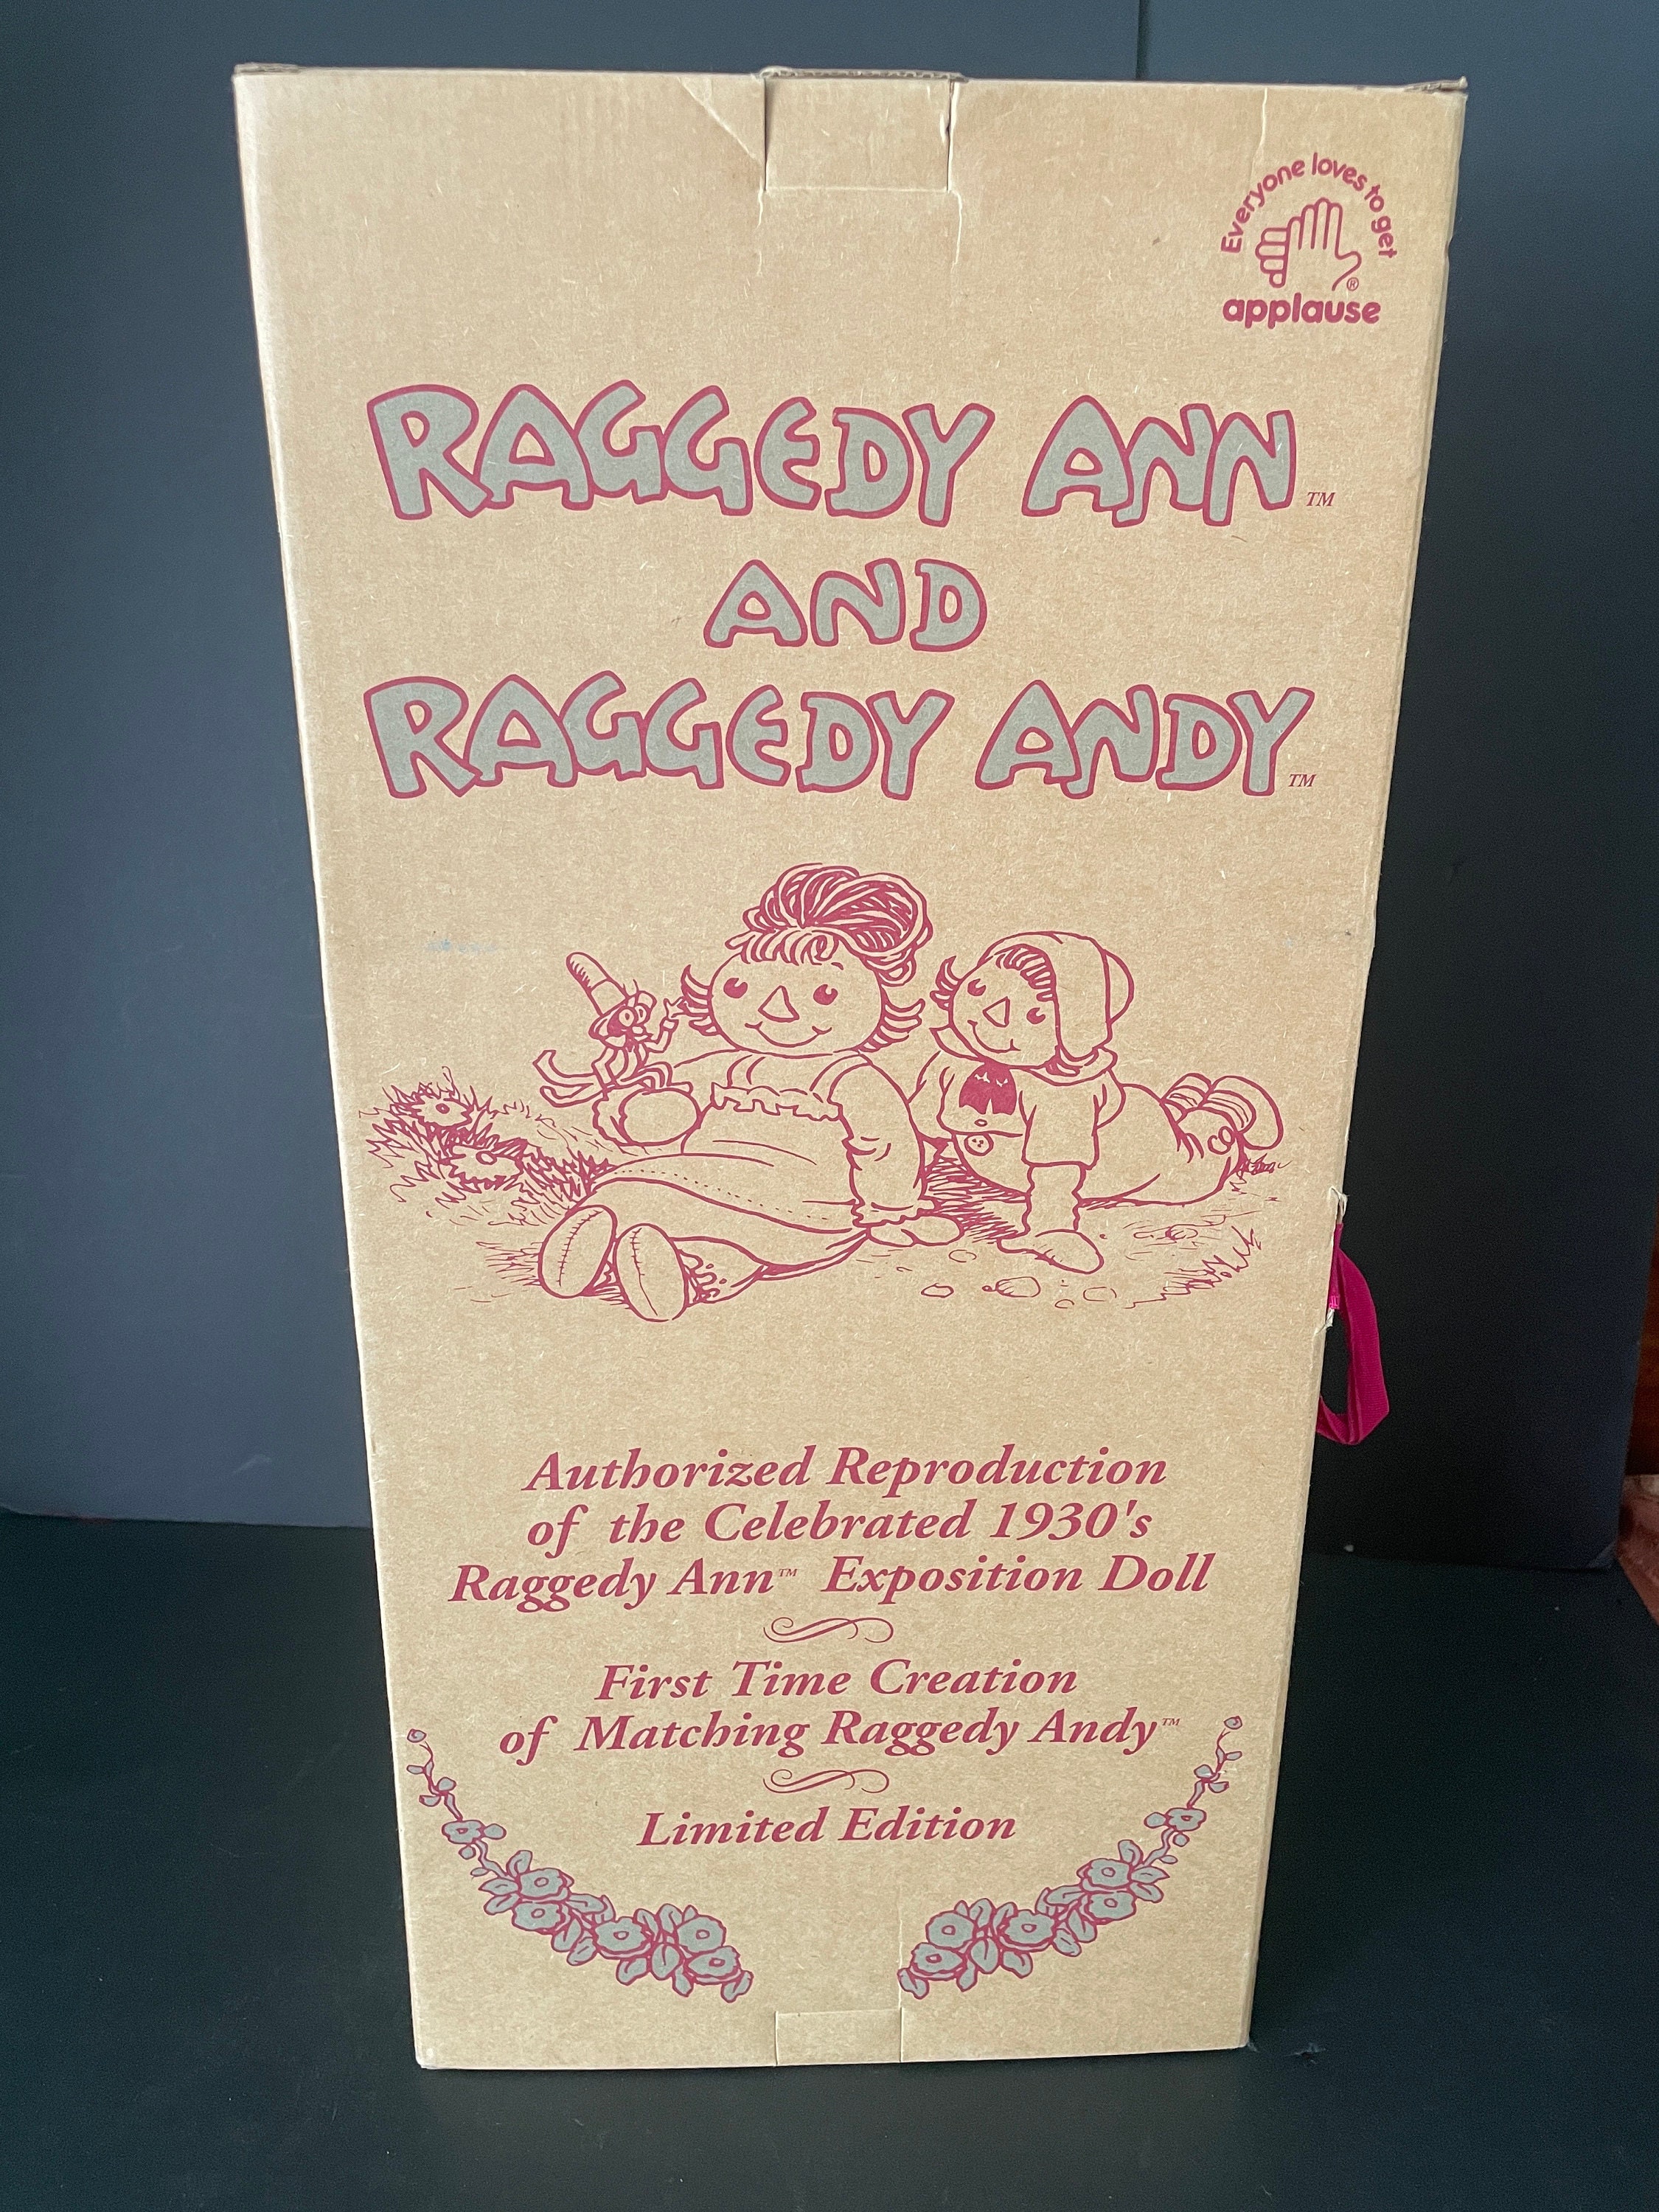 Everyone loves to get
®
applause
RAGGEDY ANN™
AND
RAGGEDY ANDY™
Authorized Reproduction
of the Celebrated 1930's
Raggedy Ann™ Exposition Doll
First Time Creation
of Matching Raggedy Andy™
Limited Edition